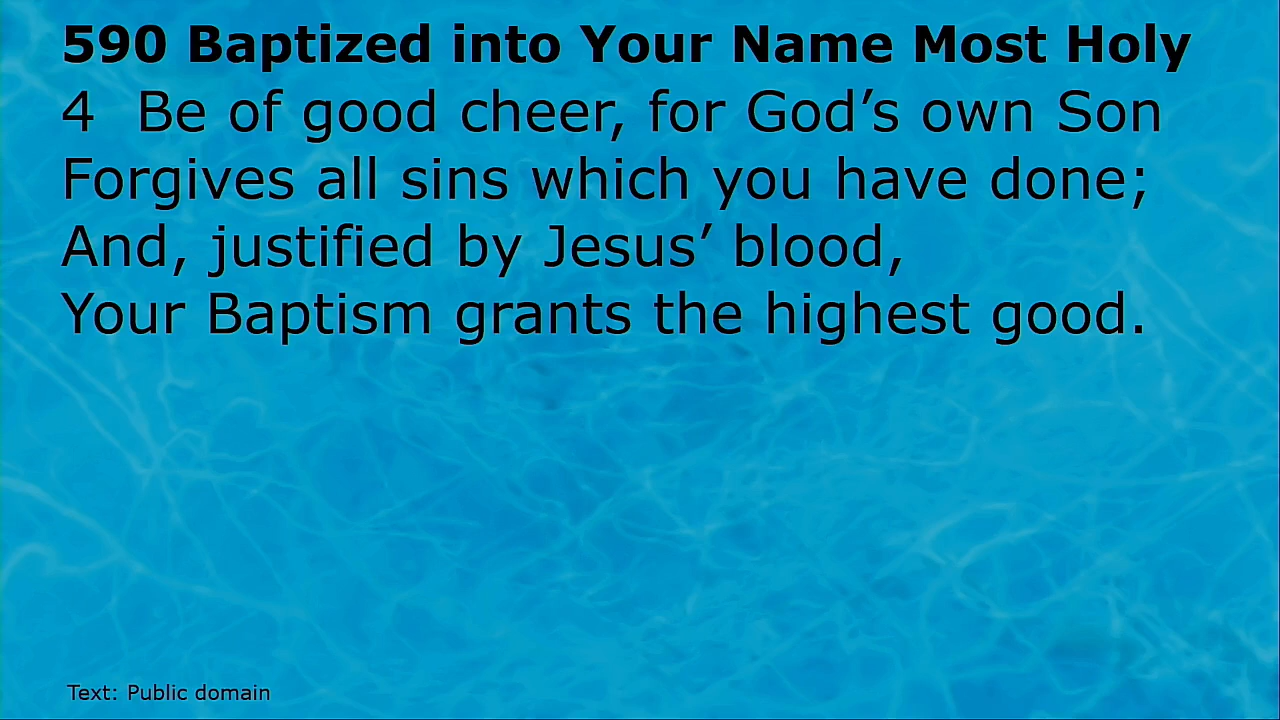 590 Baptized into Your Name Most Holy
4 Be of good cheer, for God’s own Son
Forgives all sins which you have done;
And, justified by Jesus’ blood,
Your Baptism grants the highest good.
Text: Public domain